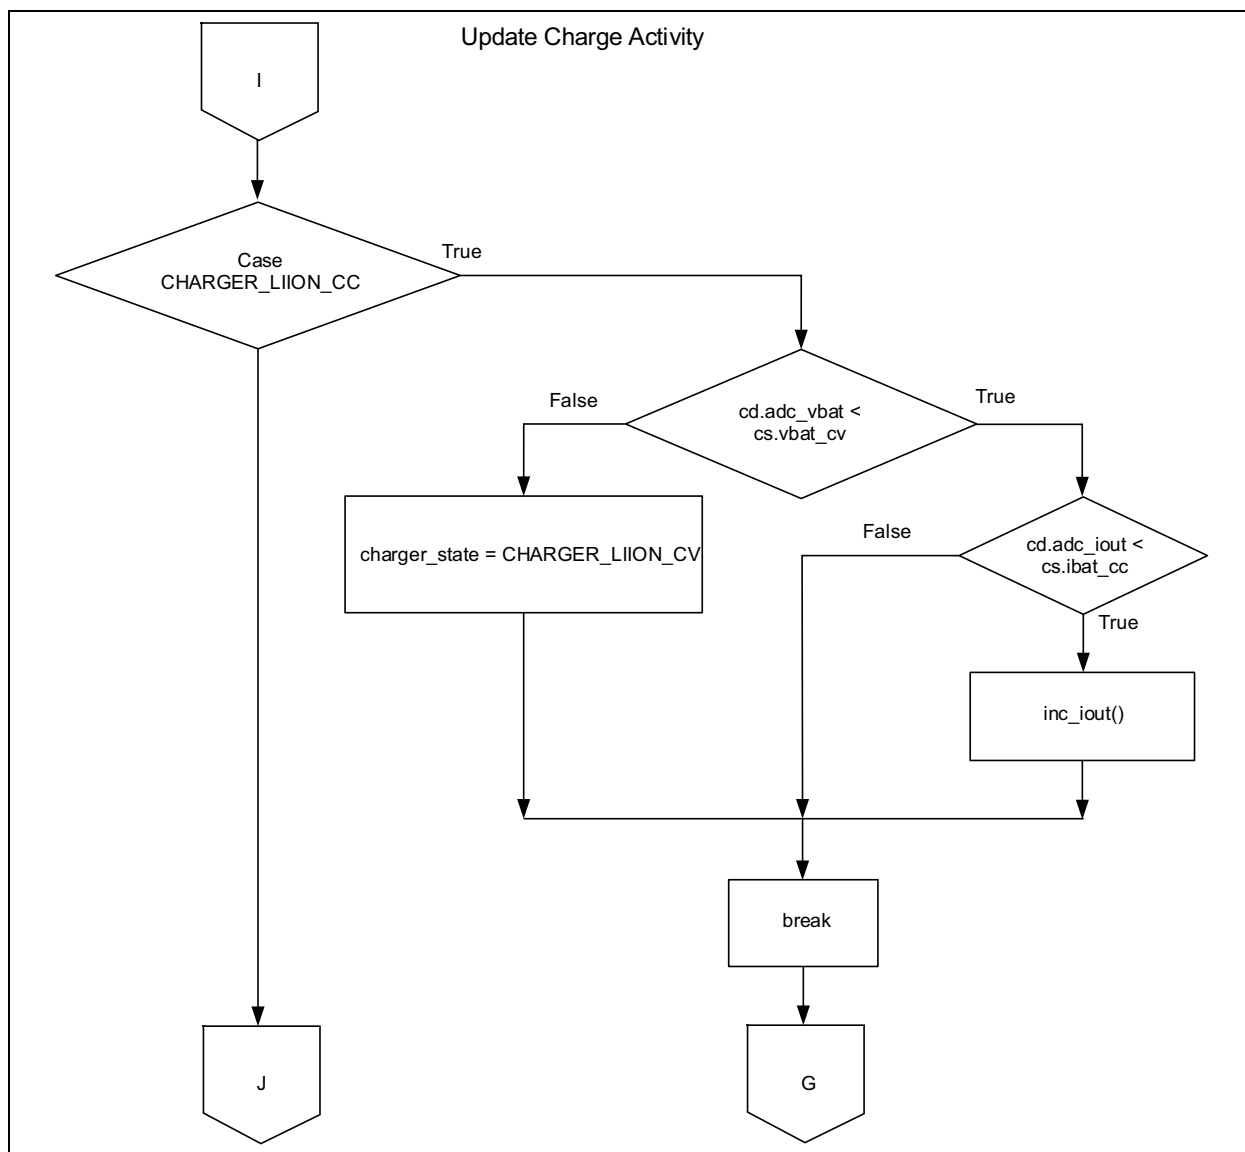 Update Charge Activity
I
Case
CHARGER_LIION_CC
True
cd.adc_vbat <
cs.vbat_cv
False
True
charger_state = CHARGER_LIION_CV
False
cd.adc_iout <
cs.ibat_cc
True
inc_iout()
break
J
G